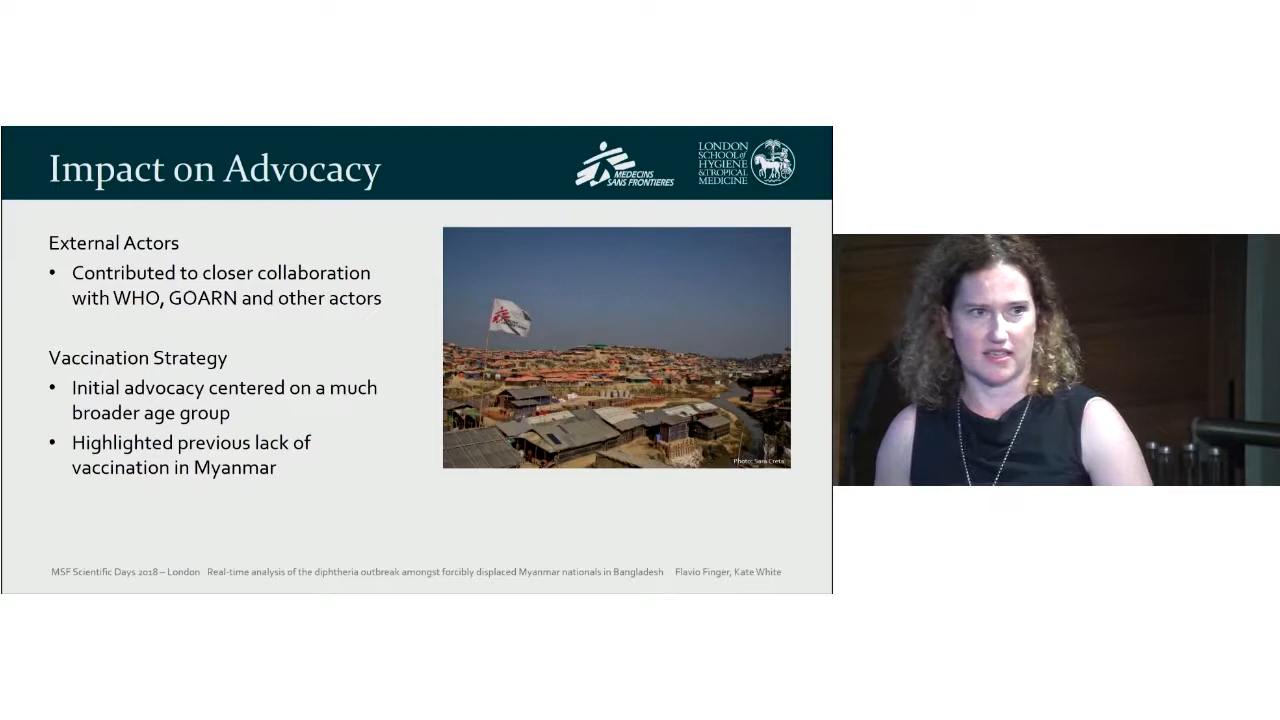 Impact on Advocacy
MEDECINS
SANS FRONTIERES
LONDON
SCHOOL of
HYGIENE
& TROPICAL
MEDICINE
External Actors
• Contributed to closer collaboration
with WHO, GOARN and other actors
Vaccination Strategy
• Initial advocacy centered on a much
broader age group
• Highlighted previous lack of
vaccination in Myanmar
Photo: Sara Creta
MSF Scientific Days 2018 – London Real-time analysis of the diphtheria outbreak amongst forcibly displaced Myanmar nationals in Bangladesh Flavio Finger, Kate White